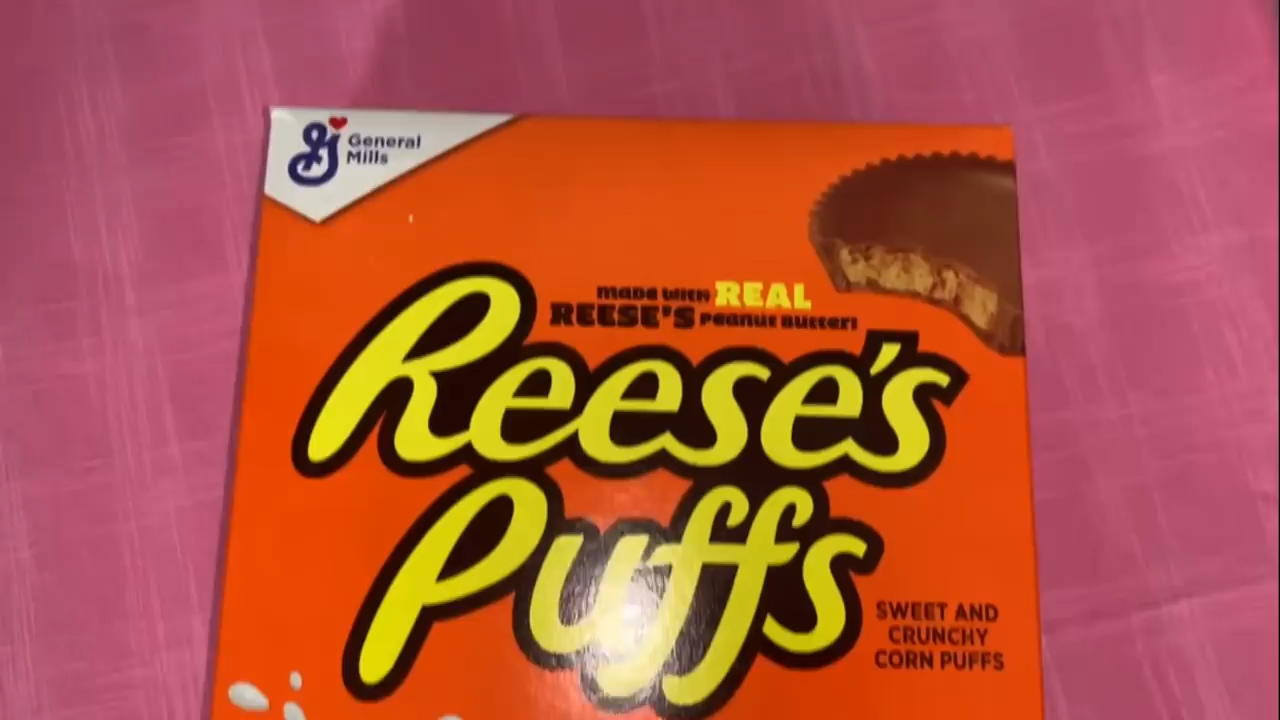 General
Mills
made with REAL
REESE'S Peanut Butter!
Reese's
Puffs
SWEET AND
CRUNCHY
CORN PUFFS